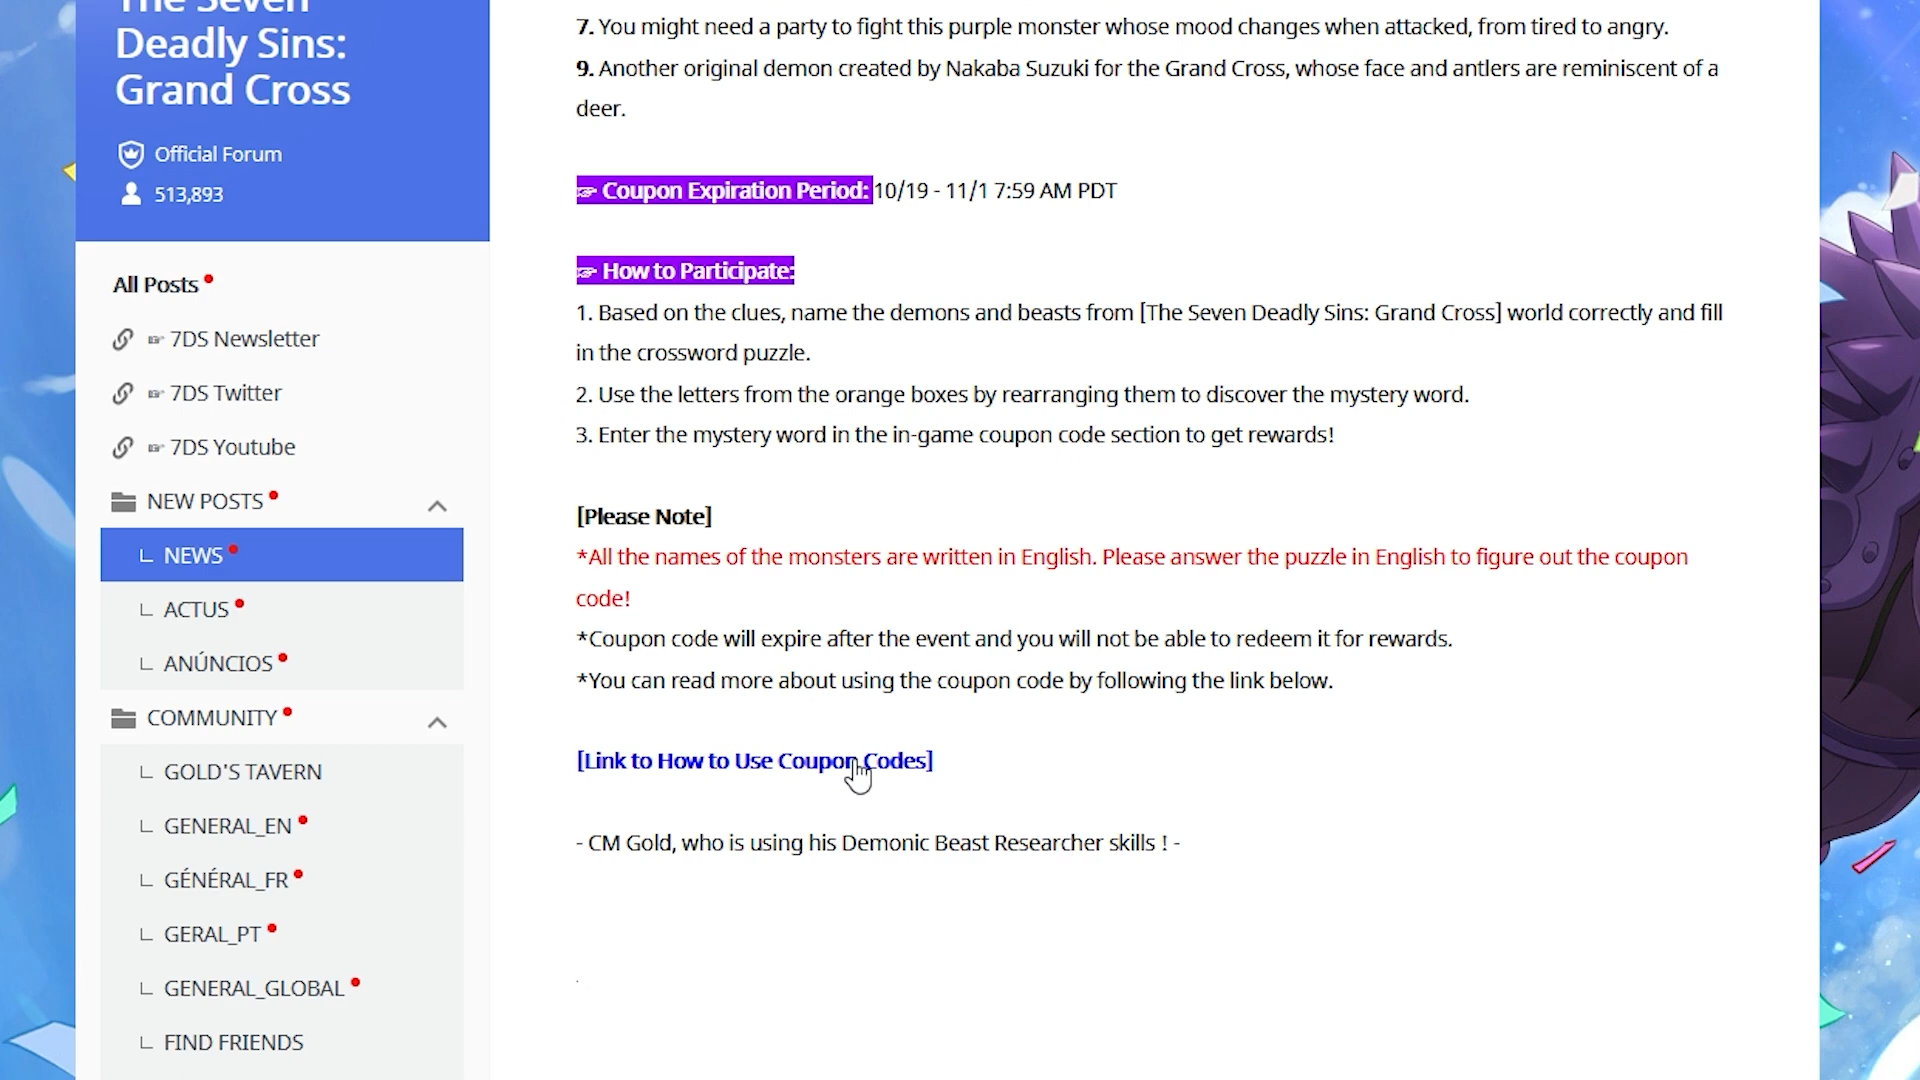 The Seven
Deadly Sins:
Grand Cross
Official Forum
513,893
All Posts
☞ 7DS Newsletter
☞ 7DS Twitter
☞ 7DS Youtube
NEW POSTS
ㄴ NEWS
ㄴ ACTUS
ㄴ ANÚNCIOS
COMMUNITY
ㄴ GOLD'S TAVERN
ㄴ GENERAL_EN
ㄴ GÉNÉRAL_FR
ㄴ GERAL_PT
ㄴ GENERAL_GLOBAL
ㄴ FIND FRIENDS
7. You might need a party to fight this purple monster whose mood changes when attacked, from tired to angry.
9. Another original demon created by Nakaba Suzuki for the Grand Cross, whose face and antlers are reminiscent of a
deer.
☞ Coupon Expiration Period: 10/19 - 11/1 7:59 AM PDT
☞ How to Participate:
1. Based on the clues, name the demons and beasts from [The Seven Deadly Sins: Grand Cross] world correctly and fill
in the crossword puzzle.
2. Use the letters from the orange boxes by rearranging them to discover the mystery word.
3. Enter the mystery word in the in-game coupon code section to get rewards!
[Please Note]
*All the names of the monsters are written in English. Please answer the puzzle in English to figure out the coupon
code!
*Coupon code will expire after the event and you will not be able to redeem it for rewards.
*You can read more about using the coupon code by following the link below.
[Link to How to Use Coupon Codes]
- CM Gold, who is using his Demonic Beast Researcher skills ! -
.